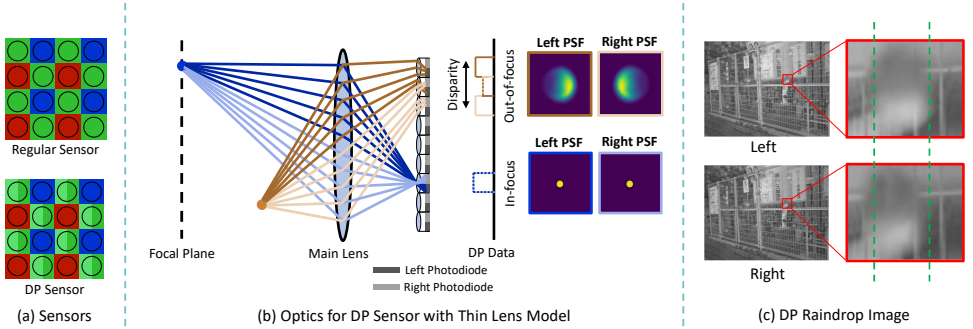 Regular Sensor
DP Sensor
(a) Sensors
Focal Plane
Main Lens
DP Data
Left Photodiode
Right Photodiode
Disparity
Out-of-focus
In-focus
Left PSF
Right PSF
Left PSF
Right PSF
(b) Optics for DP Sensor with Thin Lens Model
Left
Right
(c) DP Raindrop Image